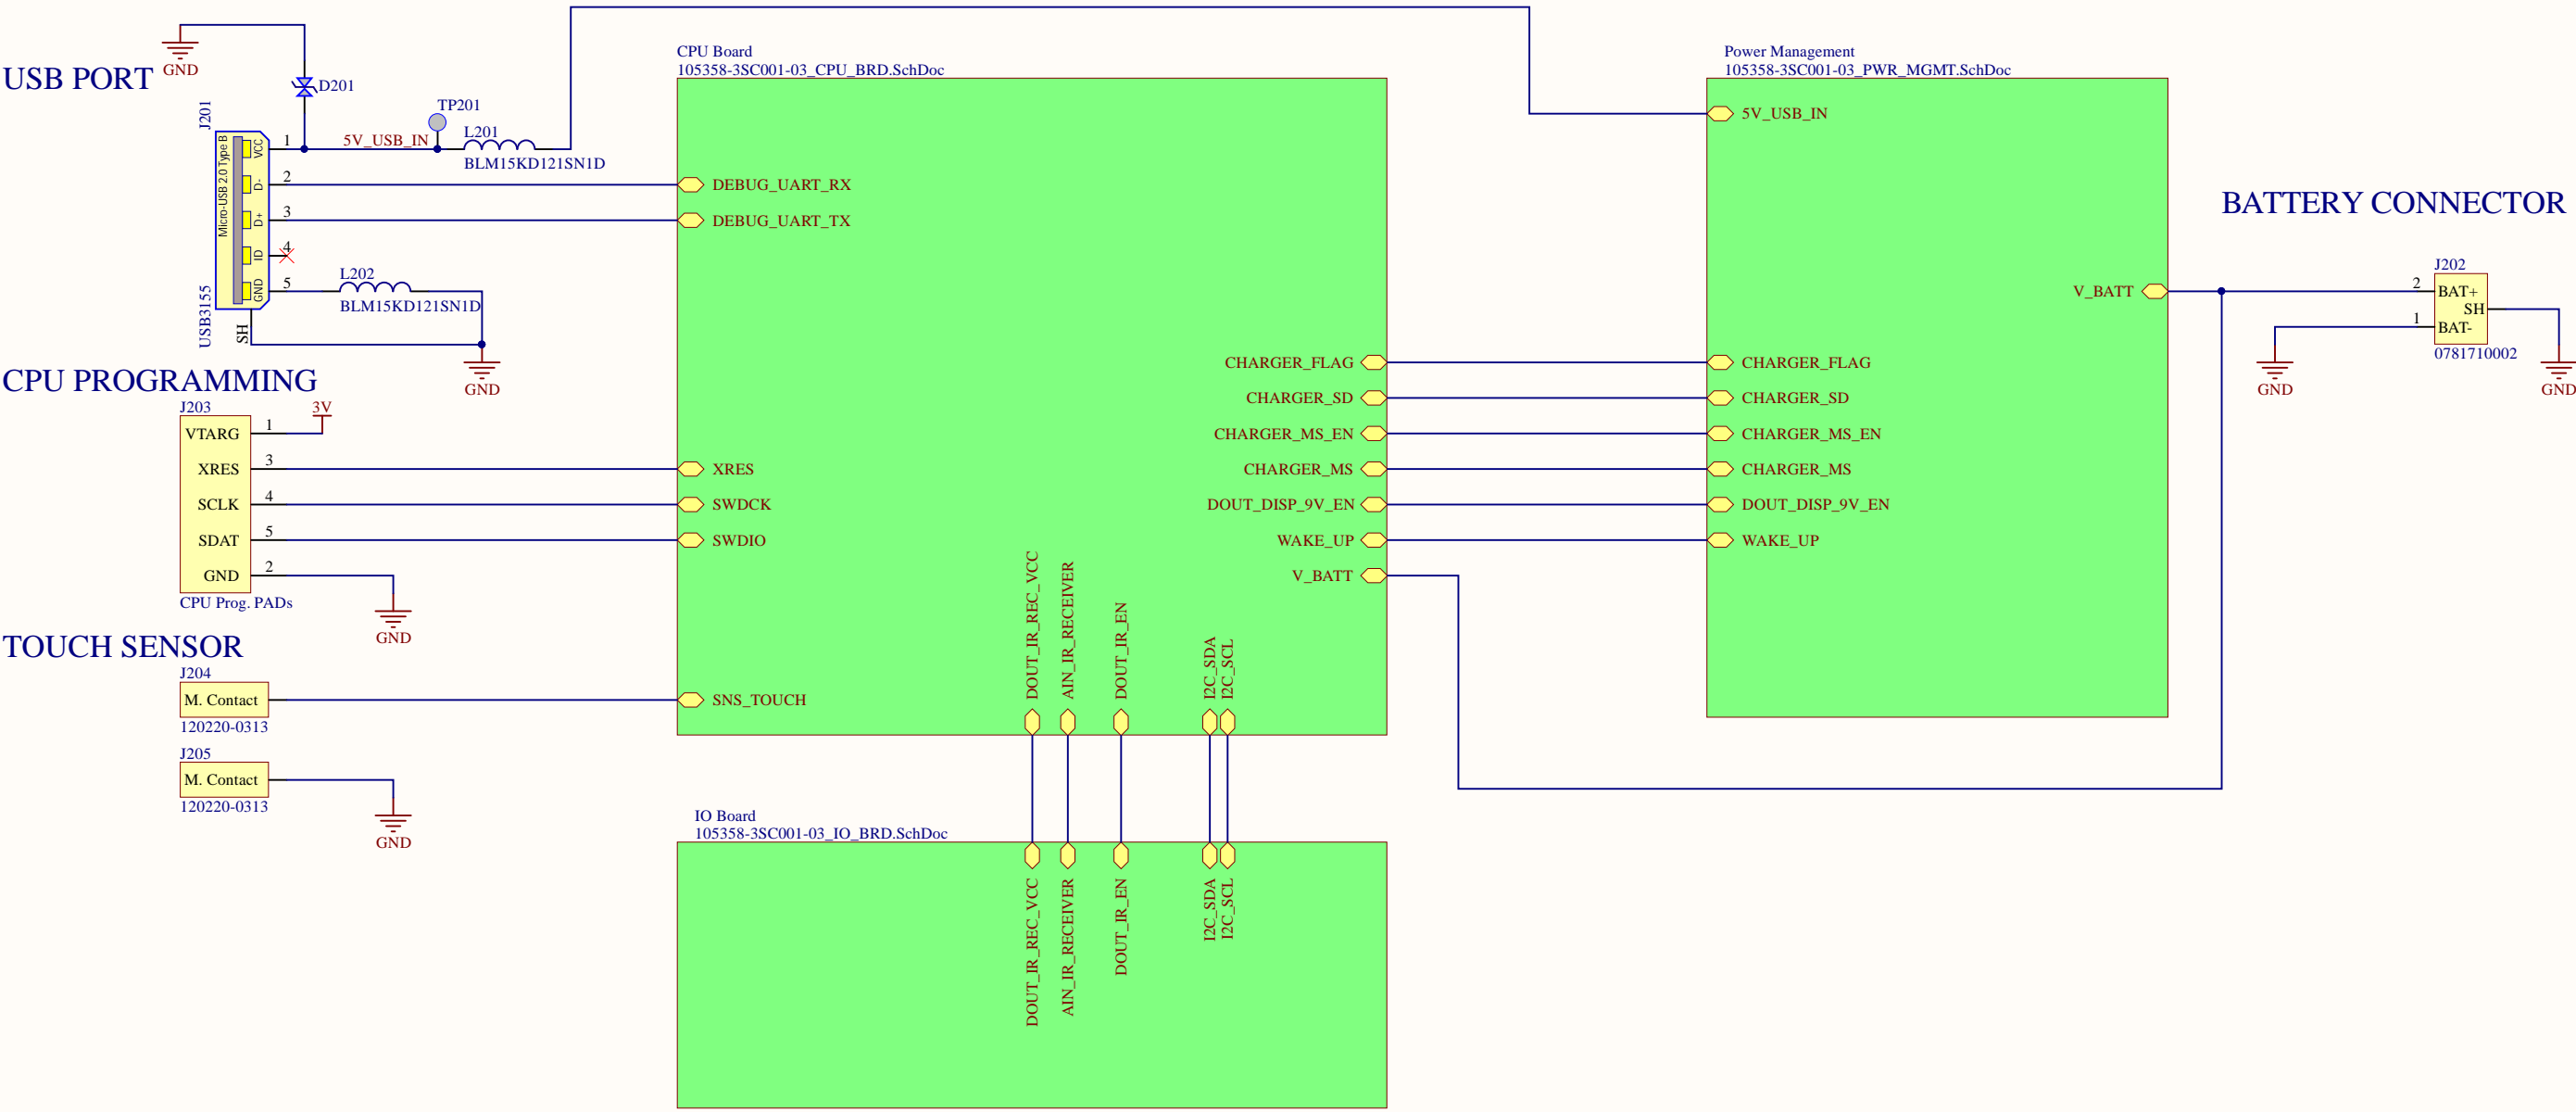 USB PORT
GND
D201
J201
Micro-USB 2.0 Type B
VCC
D-
D+
ID
GND
1
2
3
4
5
SH
USB3155
5V_USB_IN
TP201
L201
BLM15KD121SN1D
L202
BLM15KD121SN1D
GND
CPU PROGRAMMING
J203
VTARG
XRES
SCLK
SDAT
GND
1
3
4
5
2
3V
CPU Prog. PADs
GND
TOUCH SENSOR
J204
M. Contact
120220-0313
J205
M. Contact
120220-0313
GND
CPU Board
105358-3SC001-03_CPU_BRD.SchDoc
DEBUG_UART_RX
DEBUG_UART_TX
XRES
SWDCK
SWDIO
SNS_TOUCH
CHARGER_FLAG
CHARGER_SD
CHARGER_MS_EN
CHARGER_MS
DOUT_DISP_9V_EN
WAKE_UP
V_BATT
DOUT_IR_REC_VCC
AIN_IR_RECEIVER
DOUT_IR_EN
I2C_SDA
I2C_SCL
IO Board
105358-3SC001-03_IO_BRD.SchDoc
DOUT_IR_REC_VCC
AIN_IR_RECEIVER
DOUT_IR_EN
I2C_SDA
I2C_SCL
Power Management
105358-3SC001-03_PWR_MGMT.SchDoc
5V_USB_IN
V_BATT
CHARGER_FLAG
CHARGER_SD
CHARGER_MS_EN
CHARGER_MS
DOUT_DISP_9V_EN
WAKE_UP
BATTERY CONNECTOR
J202
2
1
BAT+
SH
BAT-
0781710002
GND
GND